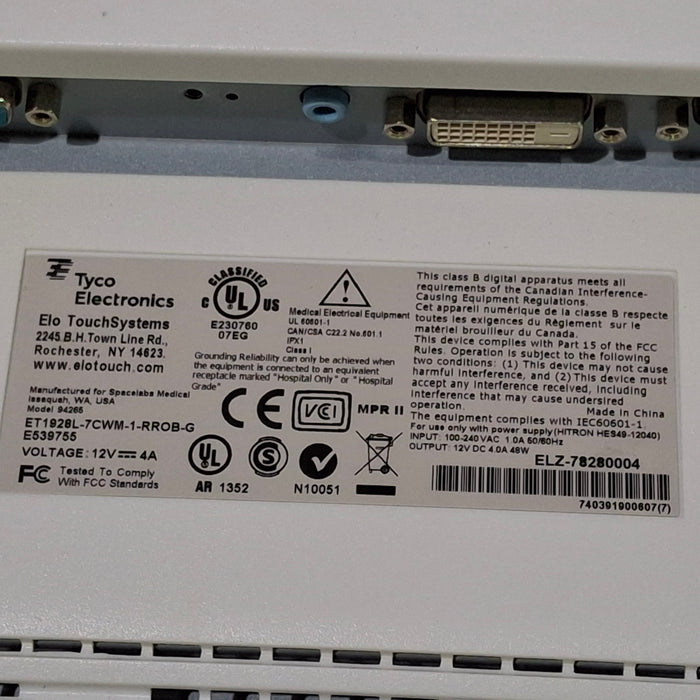 Tyco
Electronics
Elo TouchSystems
2245.B.H.Town Line Rd.,
Rochester, NY 14623.
www.elotouch.com
Manufactured for Spacelabs Medical
Issaquah, WA, USA
Model 94265
ET1928L-7CWM-1-RROB-G
E539755
VOLTAGE: 12V⎓4A
FC Tested To Comply
With FCC Standards
CLASSIFIED
C UL US
E230760
07EG
Medical Electrical Equipment
UL 60601-1
CAN/CSA C22.2 No.601.1
IPX1
Class I
Grounding Reliability can only be achieved when
the equipment is connected to an equivalent
receptacle marked "Hospital Only" or "Hospital
Grade"
CE VCI MPR II
UL S
AR 1352 N10051
This class B digital apparatus meets all
requirements of the Canadian Interference-
Causing Equipment Regulations.
Cet appareil numérique de la classe B respecte
toutes les exigences du Règlement sur le
matériel brouilleur du Canada.
This device complies with Part 15 of the FCC
Rules. Operation is subject to the following
two conditions: (1) This device may not cause
harmful interference, and (2) This device must
accept any interference received, including
interference that may cause undersired
operation. Made in China
The equipment complies with IEC60601-1.
For use only with power supply(HITRON HES49-12040)
INPUT: 100-240VAC 1.0A 50/60Hz
OUTPUT: 12V DC 4.0A 48W
ELZ-78280004
740391900607(7)